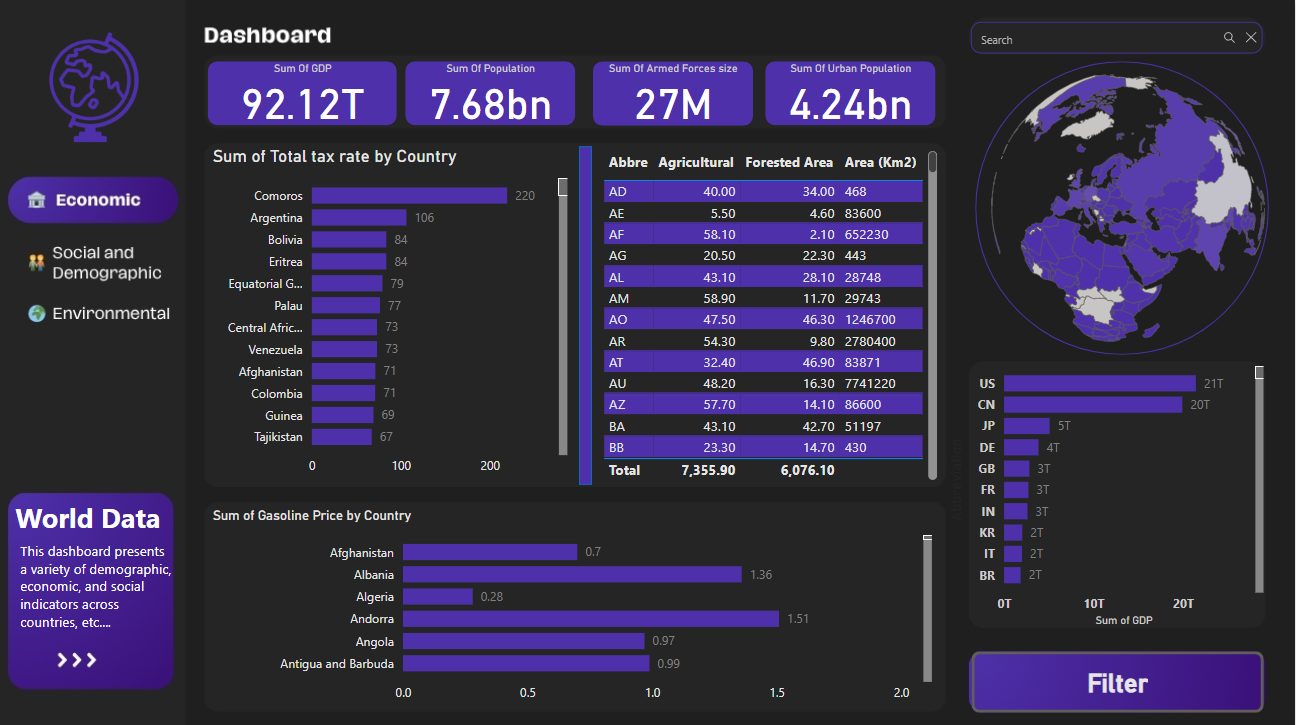 Dashboard
Sum Of GDP
92.12T
Sum Of Population
7.68bn
Sum Of Armed Forces size
27M
Sum Of Urban Population
4.24bn
Search
Economic
Social and
Demographic
Environmental
World Data
This dashboard presents
a variety of demographic,
economic, and social
indicators across
countries, etc....
Sum of Total tax rate by Country
Comoros 220
Argentina 106
Bolivia 84
Eritrea 84
Equatorial G... 79
Palau 77
Central Afric... 73
Venezuela 73
Afghanistan 71
Colombia 71
Guinea 69
Tajikistan 67
0 100 200
Abbre Agricultural Forested Area Area (Km2)
AD 40.00 34.00 468
AE 5.50 4.60 83600
AF 58.10 2.10 652230
AG 20.50 22.30 443
AL 43.10 28.10 28748
AM 58.90 11.70 29743
AO 47.50 46.30 1246700
AR 54.30 9.80 2780400
AT 32.40 46.90 83871
AU 48.20 16.30 7741220
AZ 57.70 14.10 86600
BA 43.10 42.70 51197
BB 23.30 14.70 430
Total 7,355.90 6,076.10
Sum of Gasoline Price by Country
Afghanistan 0.7
Albania 1.36
Algeria 0.28
Andorra 1.51
Angola 0.97
Antigua and Barbuda 0.99
0.0 0.5 1.0 1.5 2.0
US 21T
CN 20T
JP 5T
DE 4T
GB 3T
FR 3T
IN 3T
KR 2T
IT 2T
BR 2T
0T 10T 20T
Sum of GDP
Filter